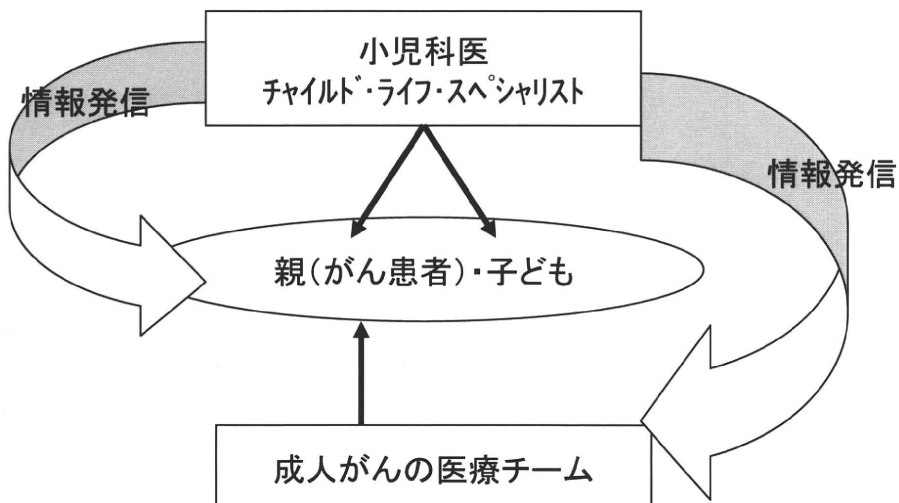 小児科医
チャイルド・ライフ・スペシャリスト
情報発信
情報発信
親(がん患者)・子ども
成人がんの医療チーム